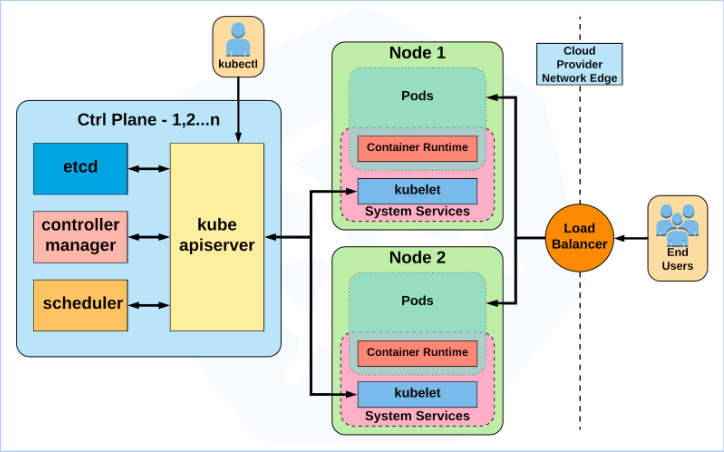 kubectl
Ctrl Plane - 1,2...n
etcd
controller
manager
scheduler
kube
apiserver
Node 1
Pods
Container Runtime
kubelet
System Services
Node 2
Pods
Container Runtime
kubelet
System Services
Cloud
Provider
Network Edge
Load
Balancer
End
Users